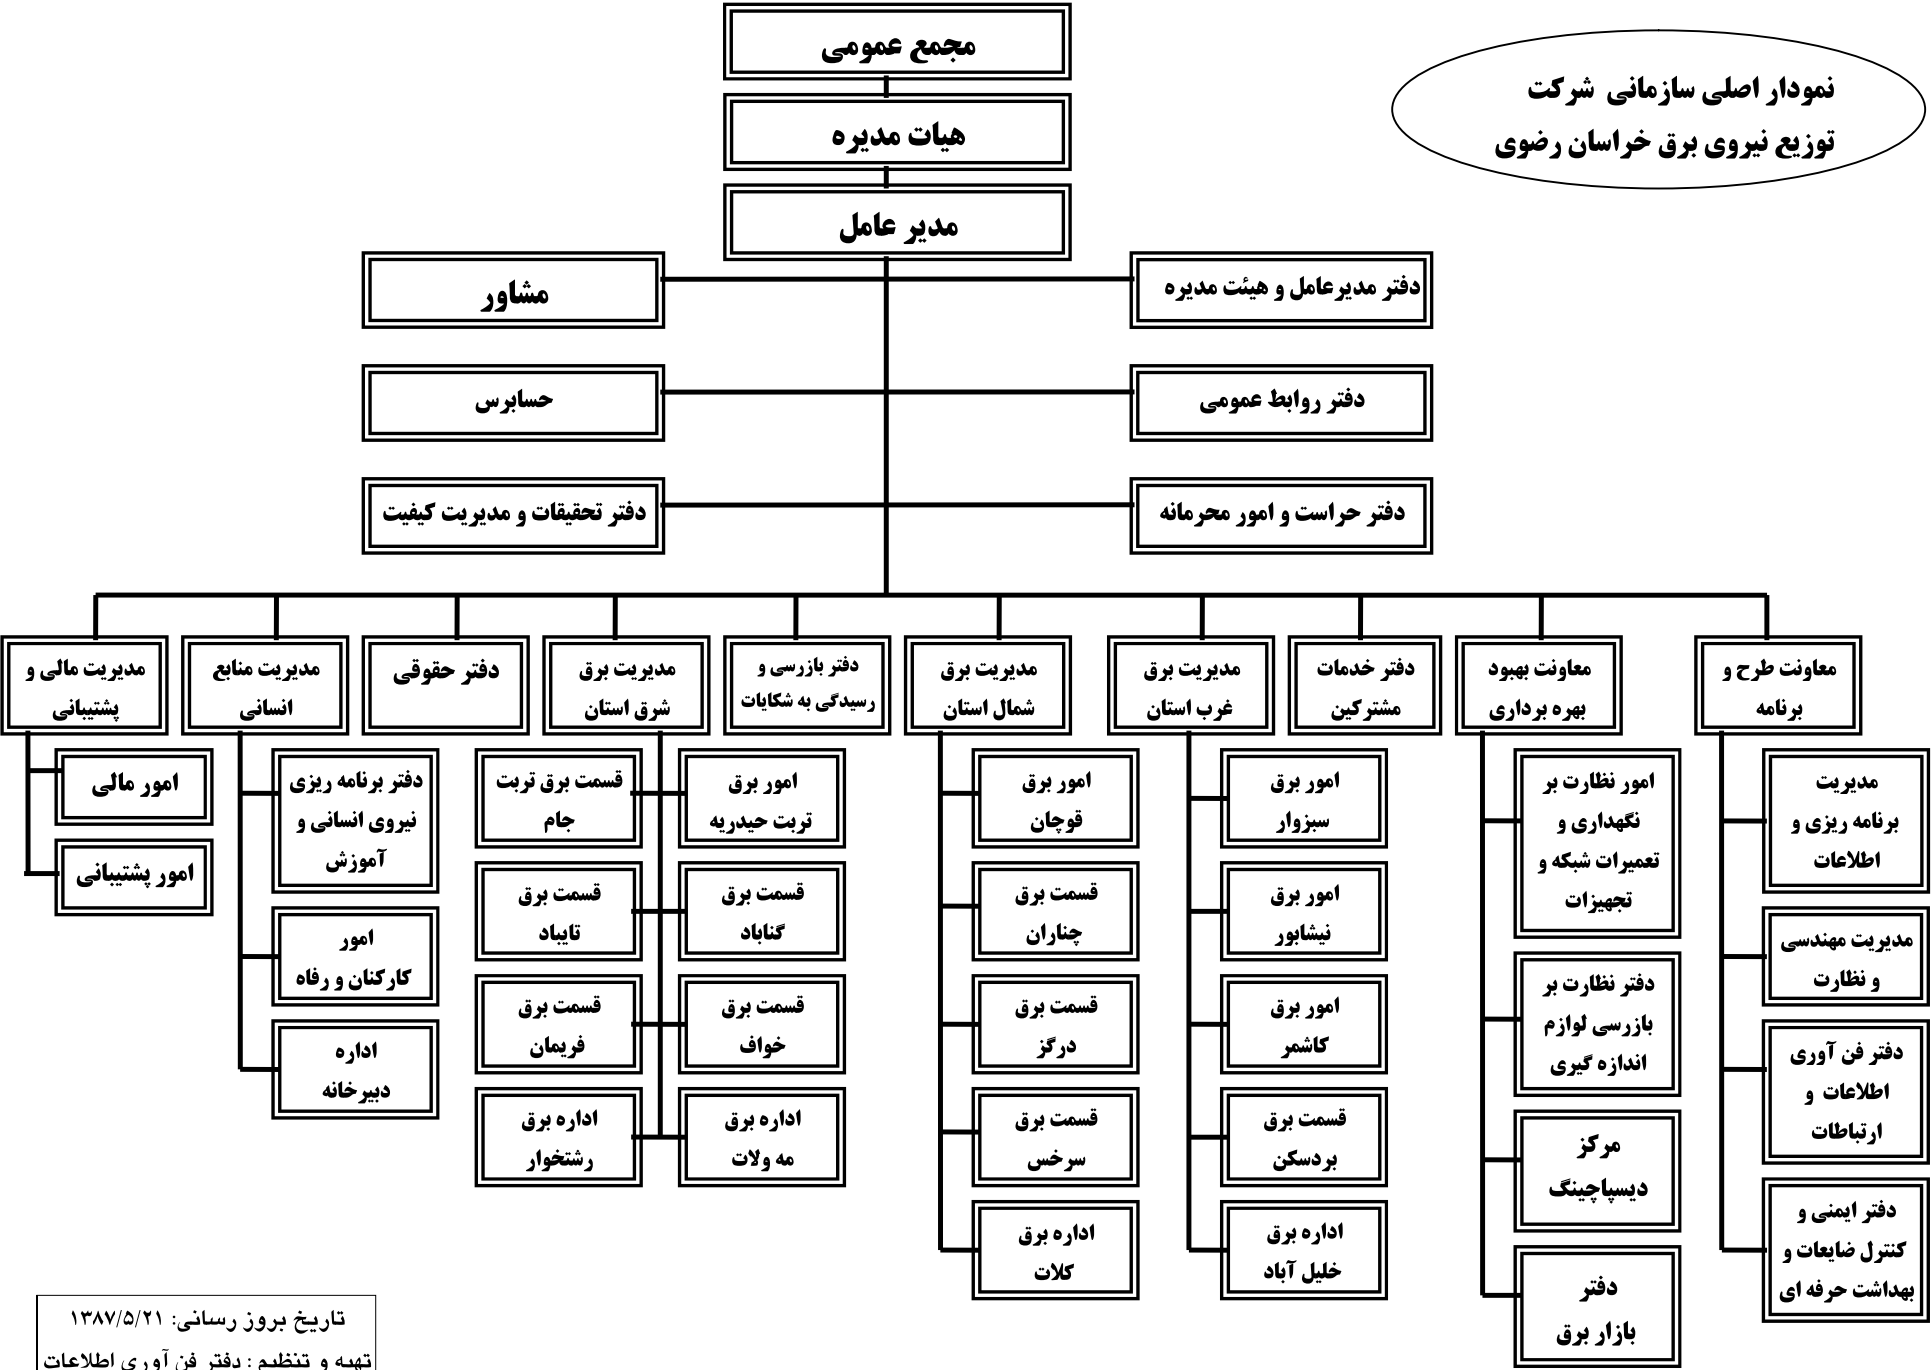 نمودار اصلی سازمانی شرکت
توزیع نیروی برق خراسان رضوی
مجمع عمومی
هیات مدیره
مدیر عامل
دفتر مدیرعامل و هیئت مدیره
مشاور
دفتر روابط عمومی
حسابرس
دفتر حراست و امور محرمانه
دفتر تحقیقات و مدیریت کیفیت
معاونت طرح و
برنامه
مدیریت
برنامه ریزی و
اطلاعات
مدیریت مهندسی
و نظارت
دفتر فن آوری
اطلاعات و
ارتباطات
دفتر ایمنی و
کنترل ضایعات و
بهداشت حرفه ای
معاونت بهبود
بهره برداری
امور نظارت بر
نگهداری و
تعمیرات شبکه و
تجهیزات
دفتر نظارت بر
بازرسی لوازم
اندازه گیری
مرکز
دیسپاچینگ
دفتر
بازار برق
دفتر خدمات
مشترکین
مدیریت برق
غرب استان
امور برق
سبزوار
امور برق
نیشابور
امور برق
کاشمر
قسمت برق
بردسکن
اداره برق
خلیل آباد
مدیریت برق
شمال استان
امور برق
قوچان
قسمت برق
چناران
قسمت برق
درگز
قسمت برق
سرخس
اداره برق
کلات
دفتر بازرسی و
رسیدگی به شکایات
مدیریت برق
شرق استان
امور برق
تربت حیدریه
قسمت برق تربت
جام
قسمت برق
گناباد
قسمت برق
تایباد
قسمت برق
خواف
قسمت برق
فریمان
اداره برق
مه ولات
اداره برق
رشتخوار
دفتر حقوقی
مدیریت منابع
انسانی
دفتر برنامه ریزی
نیروی انسانی و
آموزش
امور
کارکنان و رفاه
اداره
دبیرخانه
مدیریت مالی و
پشتیبانی
امور مالی
امور پشتیبانی
تاریخ بروز رسانی: ۱۳۸۷/۵/۲۱
تهیه و تنظیم : دفتر فن آوری اطلاعات